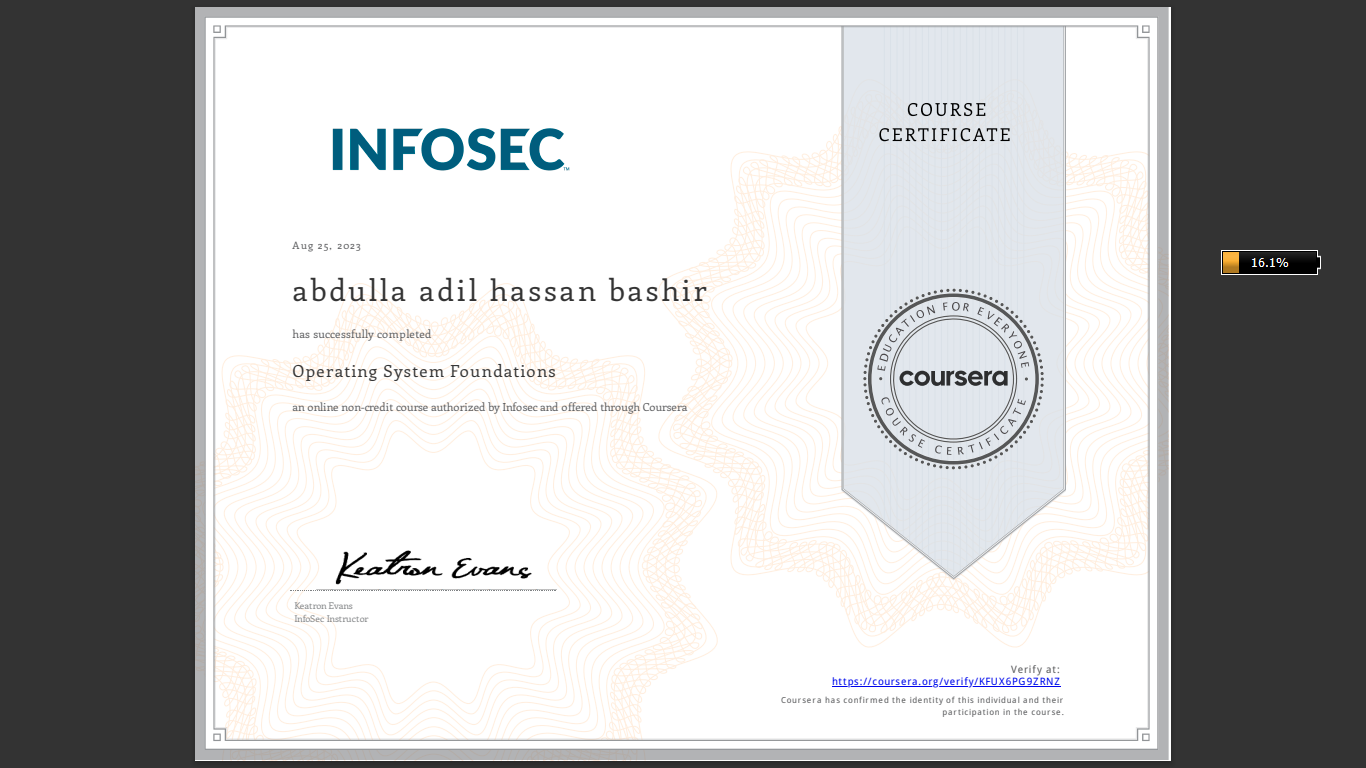 INFOSEC™
COURSE
CERTIFICATE
Aug 25, 2023
abdulla adil hassan bashir
has successfully completed
Operating System Foundations
an online non-credit course authorized by Infosec and offered through Coursera
EDUCATION FOR EVERYONE
coursera
COURSE CERTIFICATE
Keatron Evans
Keatron Evans
InfoSec Instructor
Verify at:
https://coursera.org/verify/KFUX6PG9ZRNZ
Coursera has confirmed the identity of this individual and their
participation in the course.
16.1%